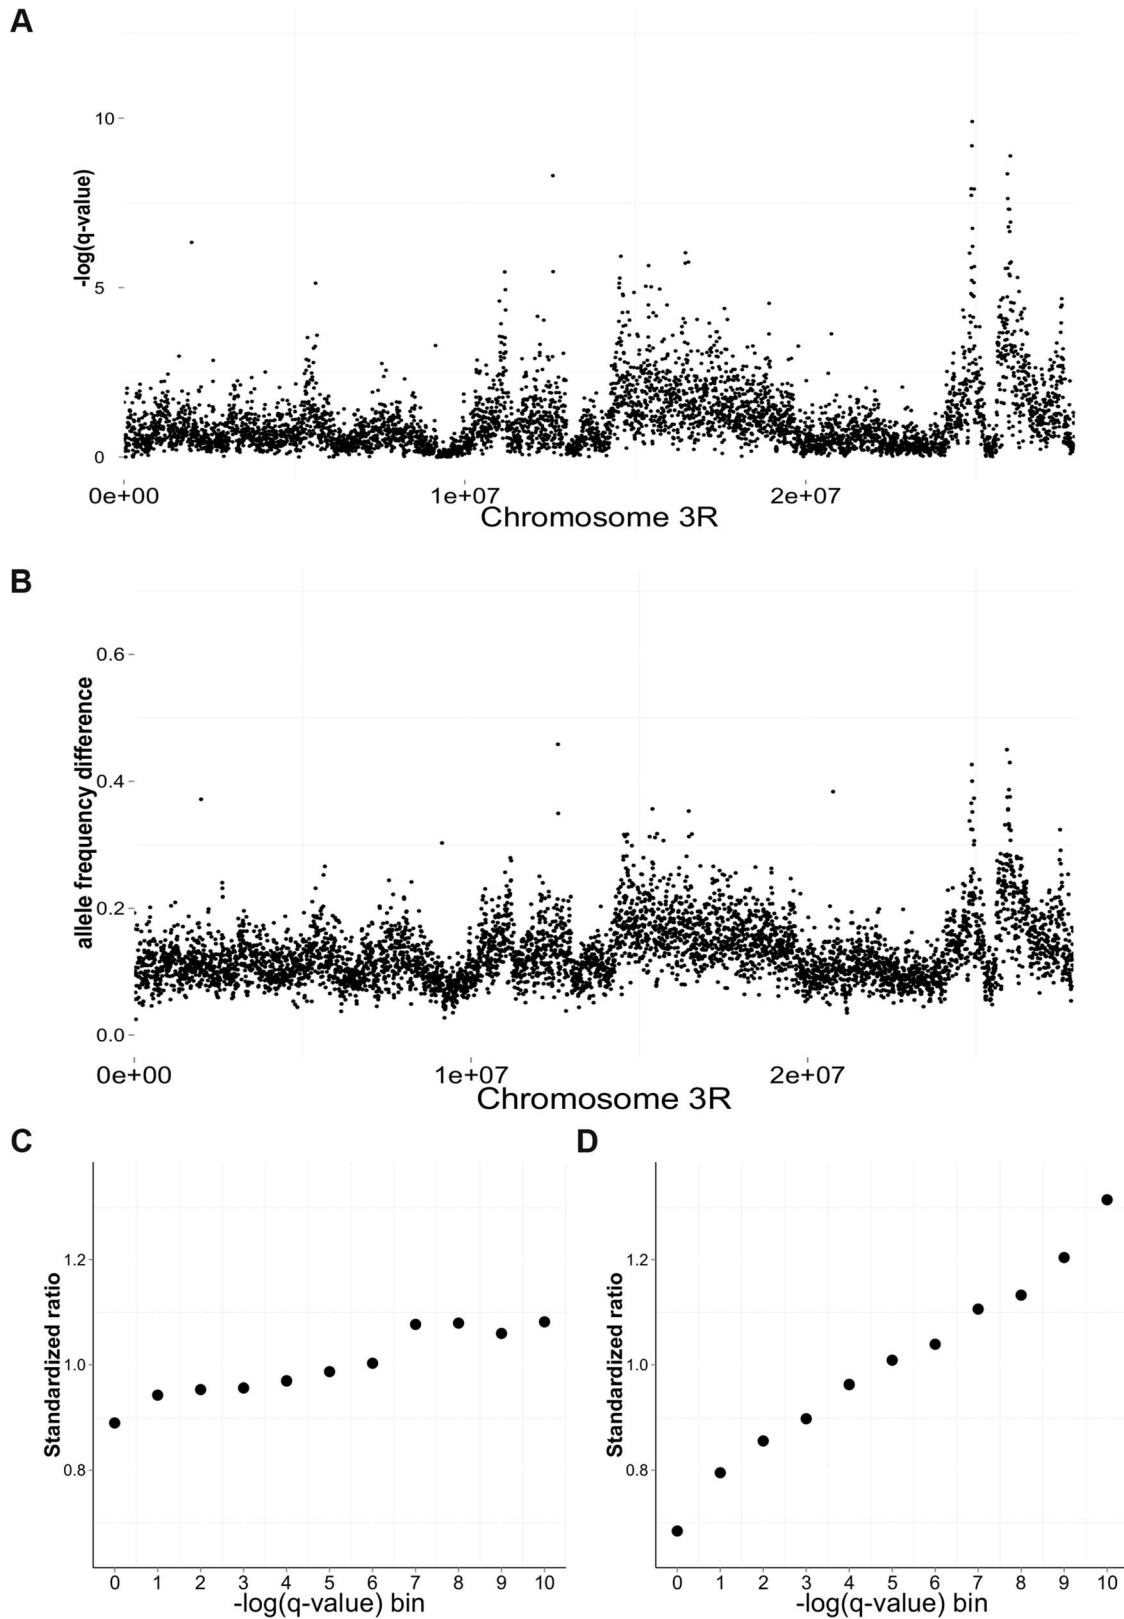 A
-log(q-value)
10
5
0
0e+00 1e+07 2e+07
Chromosome 3R
B
allele frequency difference
0.6
0.4
0.2
0.0
0e+00 1e+07 2e+07
Chromosome 3R
C
Standardized ratio
1.2
1.0
0.8
0 1 2 3 4 5 6 7 8 9 10
-log(q-value) bin
D
Standardized ratio
1.2
1.0
0.8
0 1 2 3 4 5 6 7 8 9 10
-log(q-value) bin